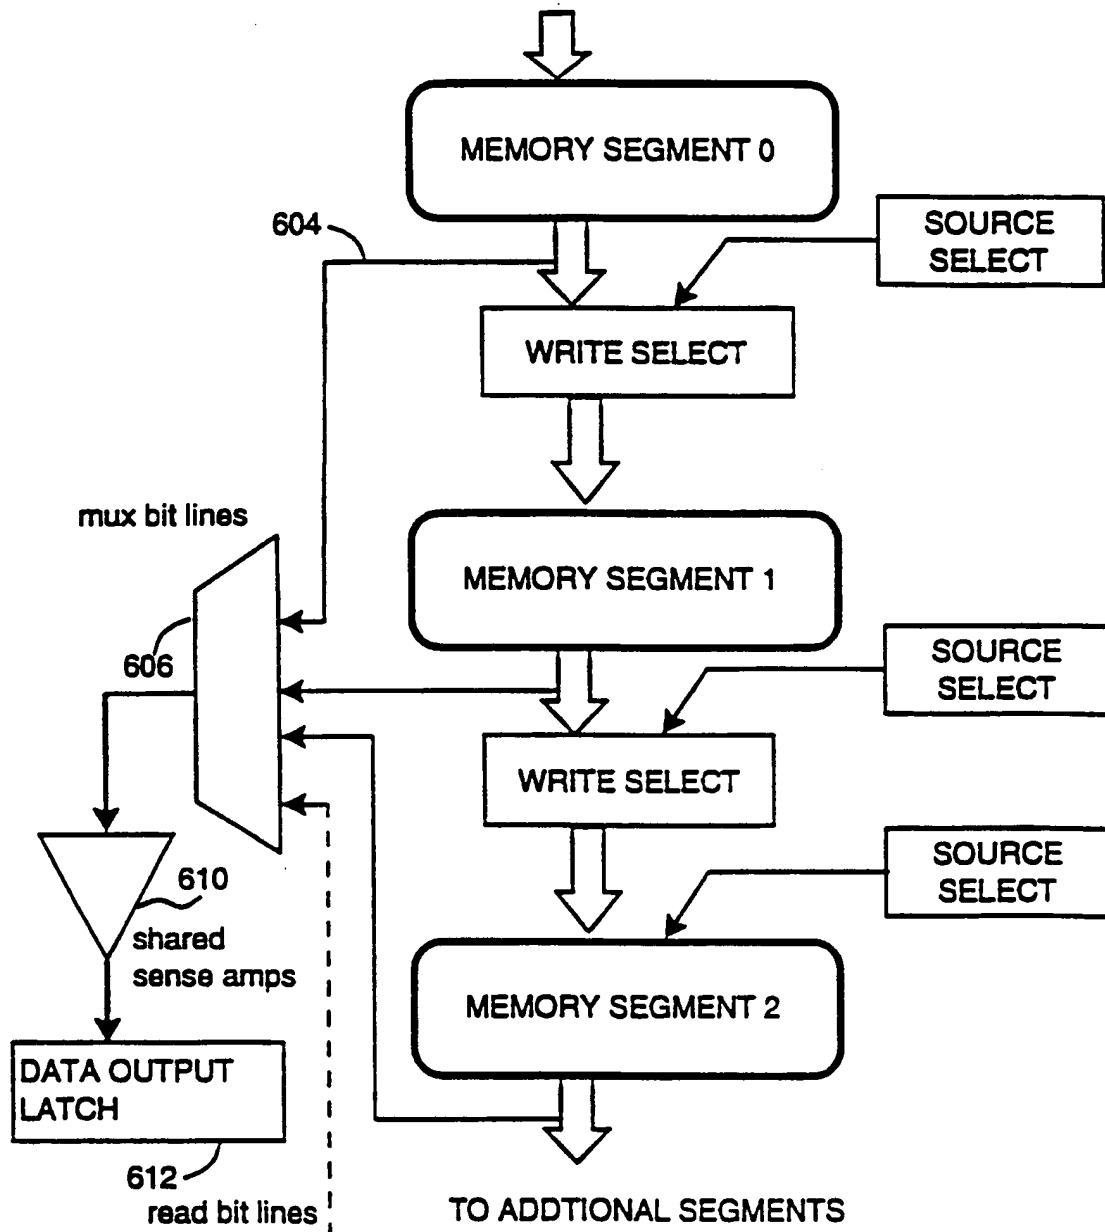 MEMORY SEGMENT 0
604
SOURCE
SELECT
WRITE SELECT
mux bit lines
MEMORY SEGMENT 1
606
SOURCE
SELECT
WRITE SELECT
SOURCE
SELECT
610
shared
sense amps
MEMORY SEGMENT 2
DATA OUTPUT
LATCH
612
read bit lines
TO ADDTIONAL SEGMENTS